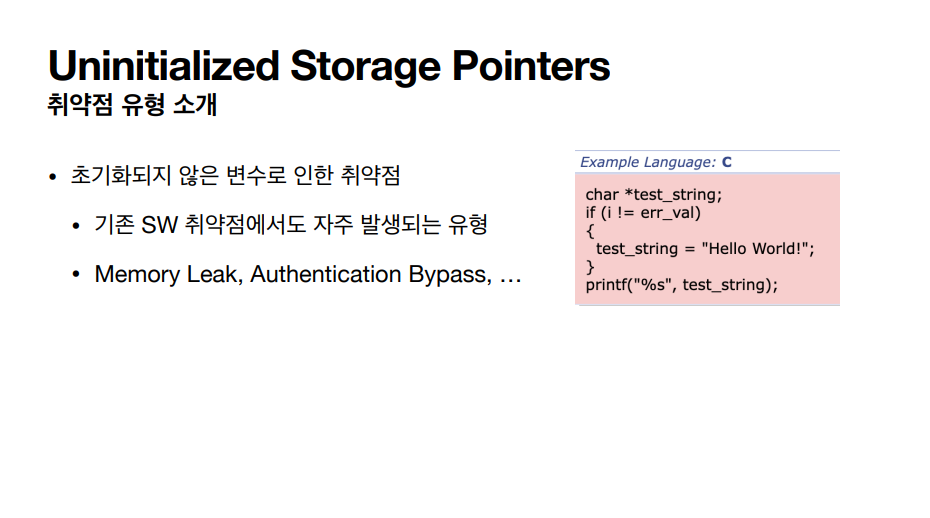 Uninitialized Storage Pointers
취약점 유형 소개
• 초기화되지 않은 변수로 인한 취약점
• 기존 SW 취약점에서도 자주 발생되는 유형
• Memory Leak, Authentication Bypass, …
Example Language: C
char *test_string;
if (i != err_val)
{
test_string = "Hello World!";
}
printf("%s", test_string);